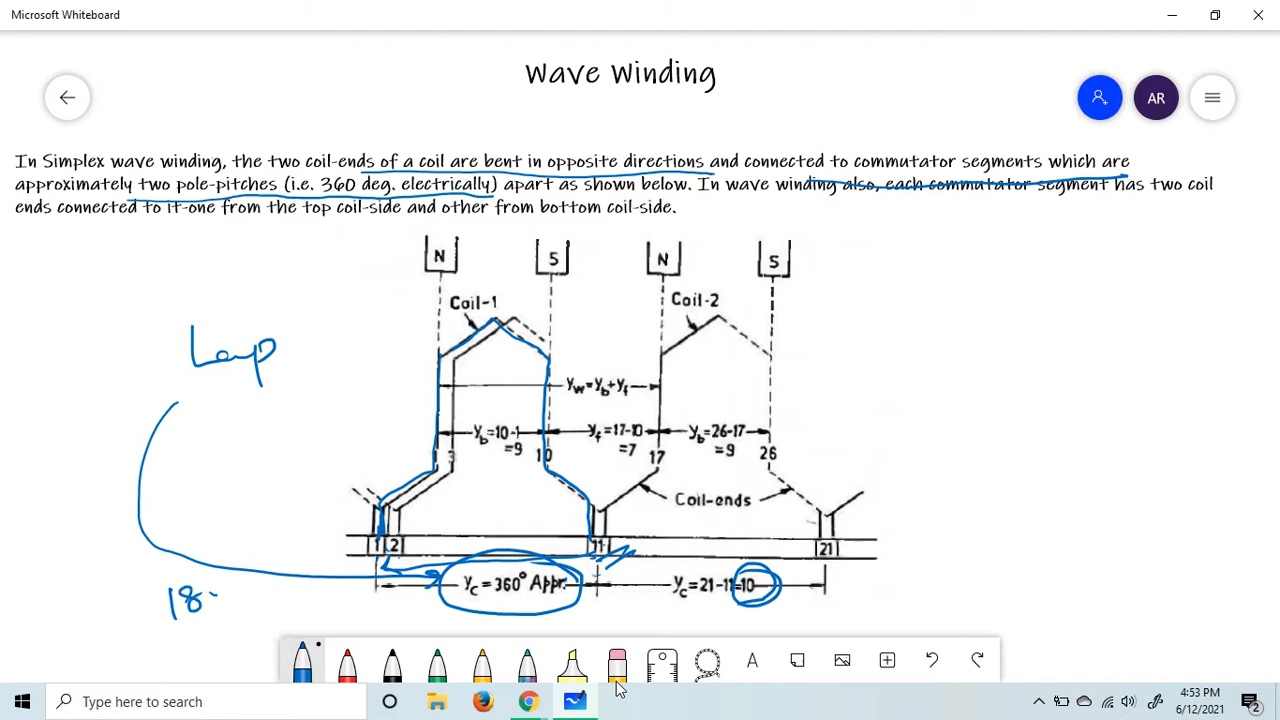 Microsoft Whiteboard
Wave Winding
AR
In Simplex wave winding, the two coil-ends of a coil are bent in opposite directions and connected to commutator segments which are
approximately two pole-pitches (i.e. 360 deg. electrically) apart as shown below. In wave winding also, each commutator segment has two coil
ends connected to it-one from the top coil-side and other from bottom coil-side.
N S N S
Coil-1 Coil-2
Lap
Yw=Yb+Yf
Yb=10-1 Yf=17-10 Yb=26-17
=9 =7 =9
1 3 10 17 26
Coil-ends
1 2 11 21
Yc=360° Appr. Yc=21-11=10
18
A
Type here to search
4:53 PM
6/12/2021
2